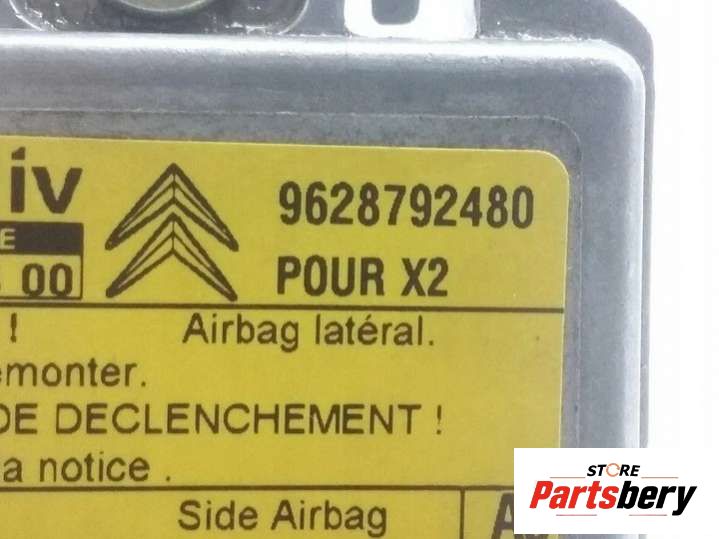 iv
9628792480
E
00
POUR X2
! Airbag latéral.
emonter.
DE DECLENCHEMENT !
a notice .
Side Airbag
STORE
Partsbery